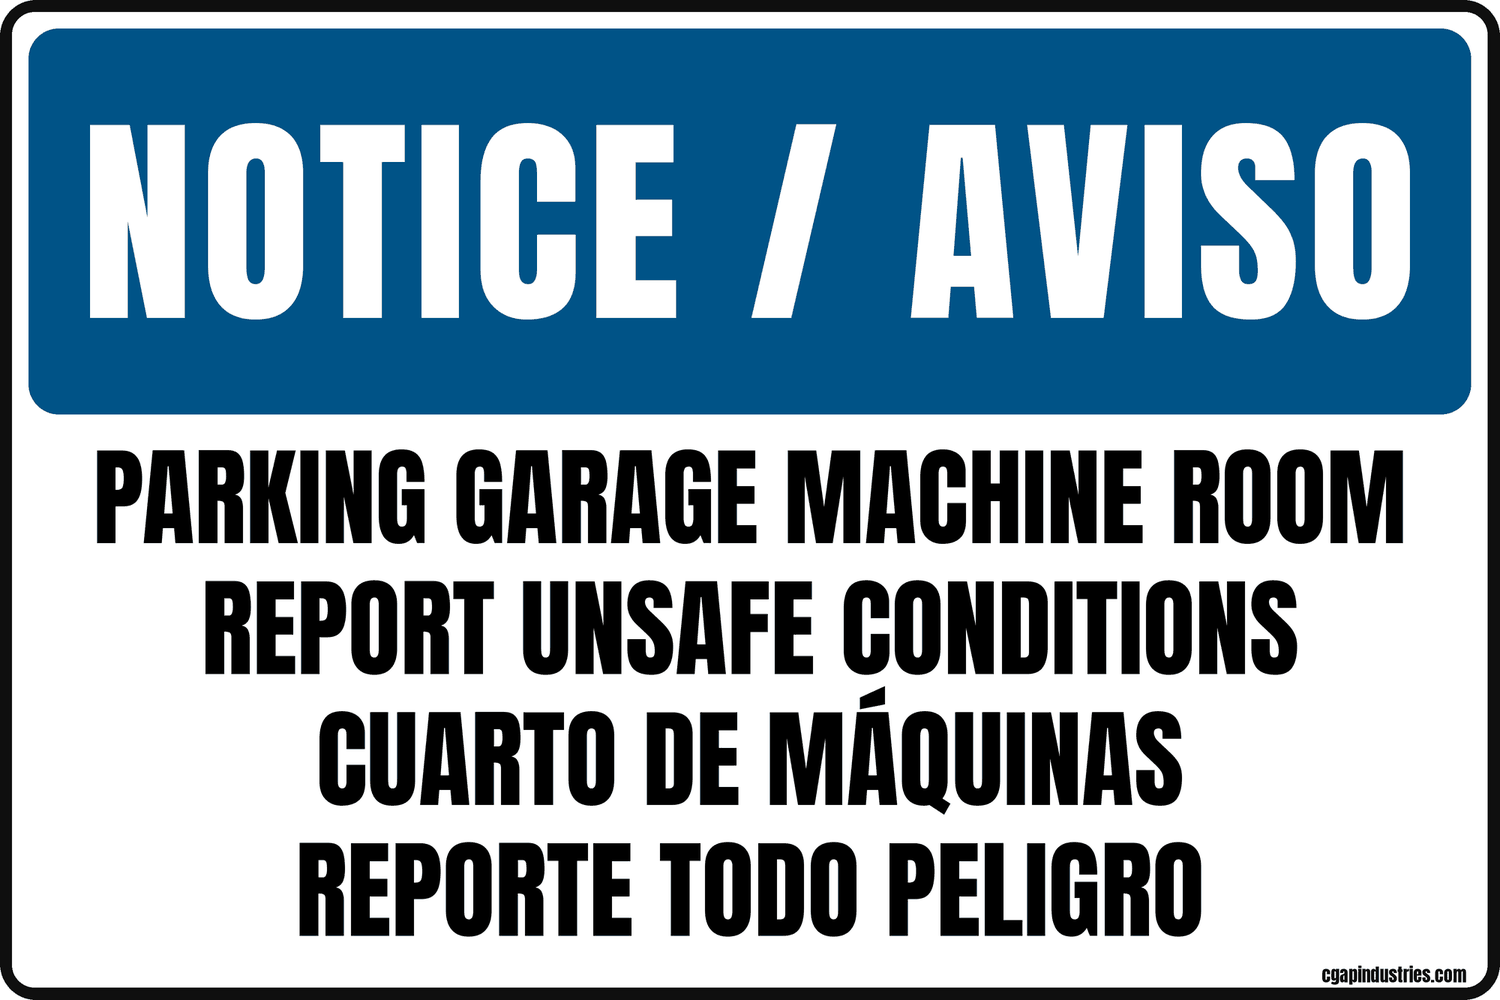 NOTICE / AVISO
PARKING GARAGE MACHINE ROOM
REPORT UNSAFE CONDITIONS
CUARTO DE MÁQUINAS
REPORTE TODO PELIGRO
cgapindustries.com